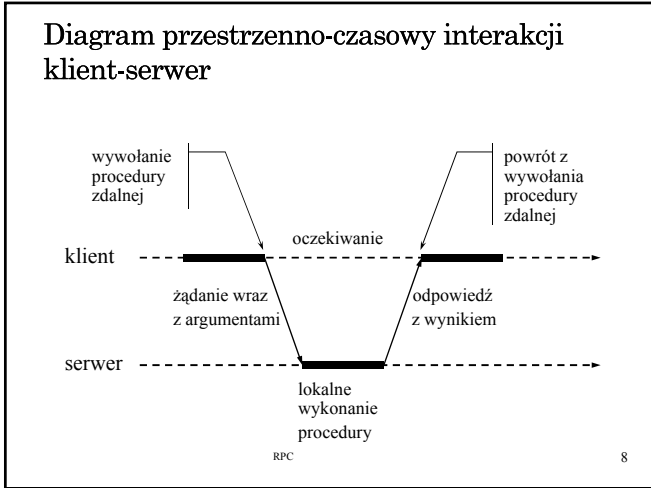 Diagram przestrzenno-czasowy interakcji
klient-serwer
wywołanie
procedury
zdalnej
powrót z
wywołania
procedury
zdalnej
oczekiwanie
klient
żądanie wraz
z argumentami
odpowiedź
z wynikiem
serwer
lokalne
wykonanie
procedury
RPC
8